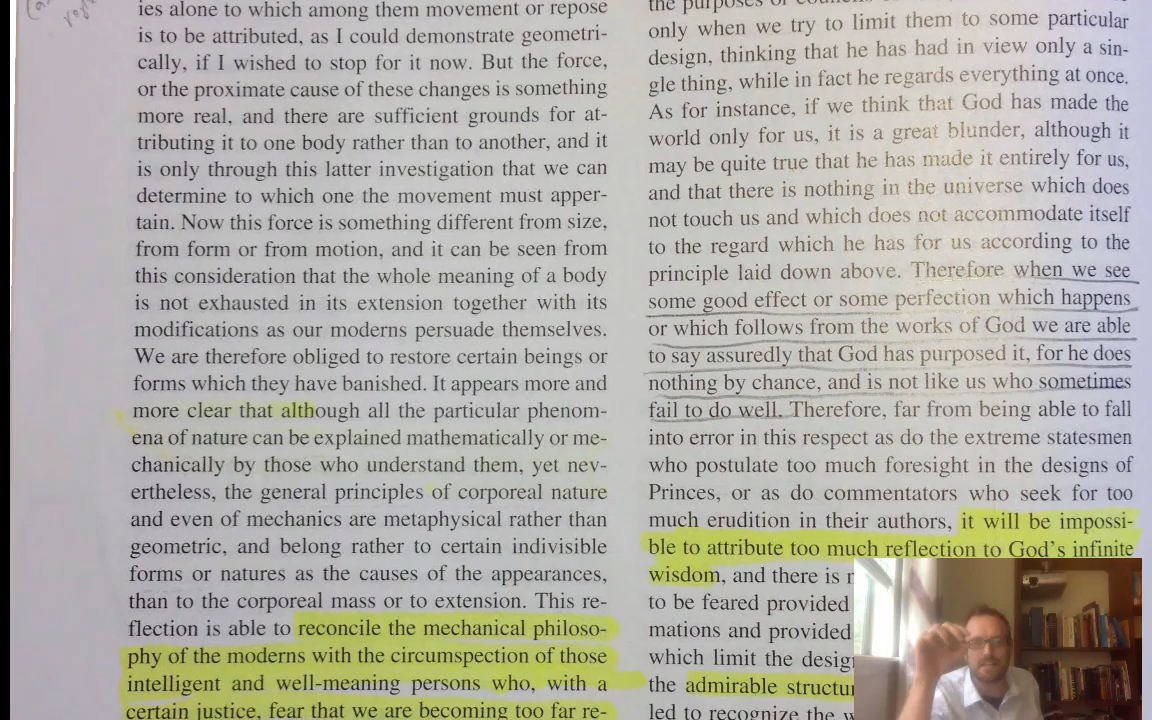 ies alone to which among them movement or repose
is to be attributed, as I could demonstrate geometri-
cally, if I wished to stop for it now. But the force,
or the proximate cause of these changes is something
more real, and there are sufficient grounds for at-
tributing it to one body rather than to another, and it
is only through this latter investigation that we can
determine to which one the movement must apper-
tain. Now this force is something different from size,
from form or from motion, and it can be seen from
this consideration that the whole meaning of a body
is not exhausted in its extension together with its
modifications as our moderns persuade themselves.
We are therefore obliged to restore certain beings or
forms which they have banished. It appears more and
more clear that although all the particular phenom-
ena of nature can be explained mathematically or me-
chanically by those who understand them, yet nev-
ertheless, the general principles of corporeal nature
and even of mechanics are metaphysical rather than
geometric, and belong rather to certain indivisible
forms or natures as the causes of the appearances,
than to the corporeal mass or to extension. This re-
flection is able to reconcile the mechanical philoso-
phy of the moderns with the circumspection of those
intelligent and well-meaning persons who, with a
certain justice, fear that we are becoming too far re-
the purposes of
only when we try to limit them to some particular
design, thinking that he has had in view only a sin-
gle thing, while in fact he regards everything at once.
As for instance, if we think that God has made the
world only for us, it is a great blunder, although it
may be quite true that he has made it entirely for us,
and that there is nothing in the universe which does
not touch us and which does not accommodate itself
to the regard which he has for us according to the
principle laid down above. Therefore when we see
some good effect or some perfection which happens
or which follows from the works of God we are able
to say assuredly that God has purposed it, for he does
nothing by chance, and is not like us who sometimes
fail to do well. Therefore, far from being able to fall
into error in this respect as do the extreme statesmen
who postulate too much foresight in the designs of
Princes, or as do commentators who seek for too
much erudition in their authors, it will be impossi-
ble to attribute too much reflection to God's infinite
wisdom, and there is
to be feared provided
mations and provided
which limit the
the admirable
led to recognize the